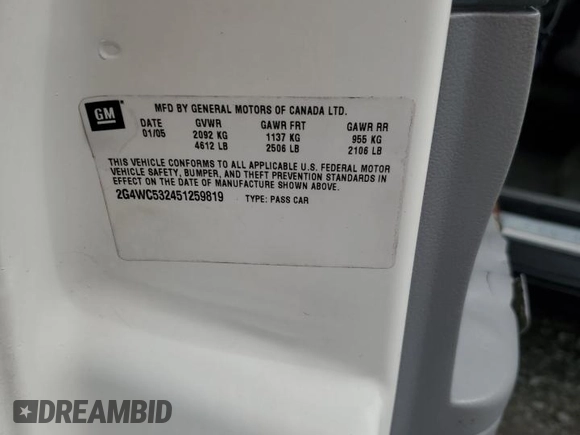 GM
MFD BY GENERAL MOTORS OF CANADA LTD.
DATE GVWR GAWR FRT GAWR RR
01/05 2092 KG 1137 KG 955 KG
4612 LB 2506 LB 2106 LB
THIS VEHICLE CONFORMS TO ALL APPLICABLE U.S. FEDERAL MOTOR
VEHICLE SAFETY, BUMPER, AND THEFT PREVENTION STANDARDS IN
EFFECT ON THE DATE OF MANUFACTURE SHOWN ABOVE.
2G4WC532451259819 TYPE: PASS CAR
DREAMBID